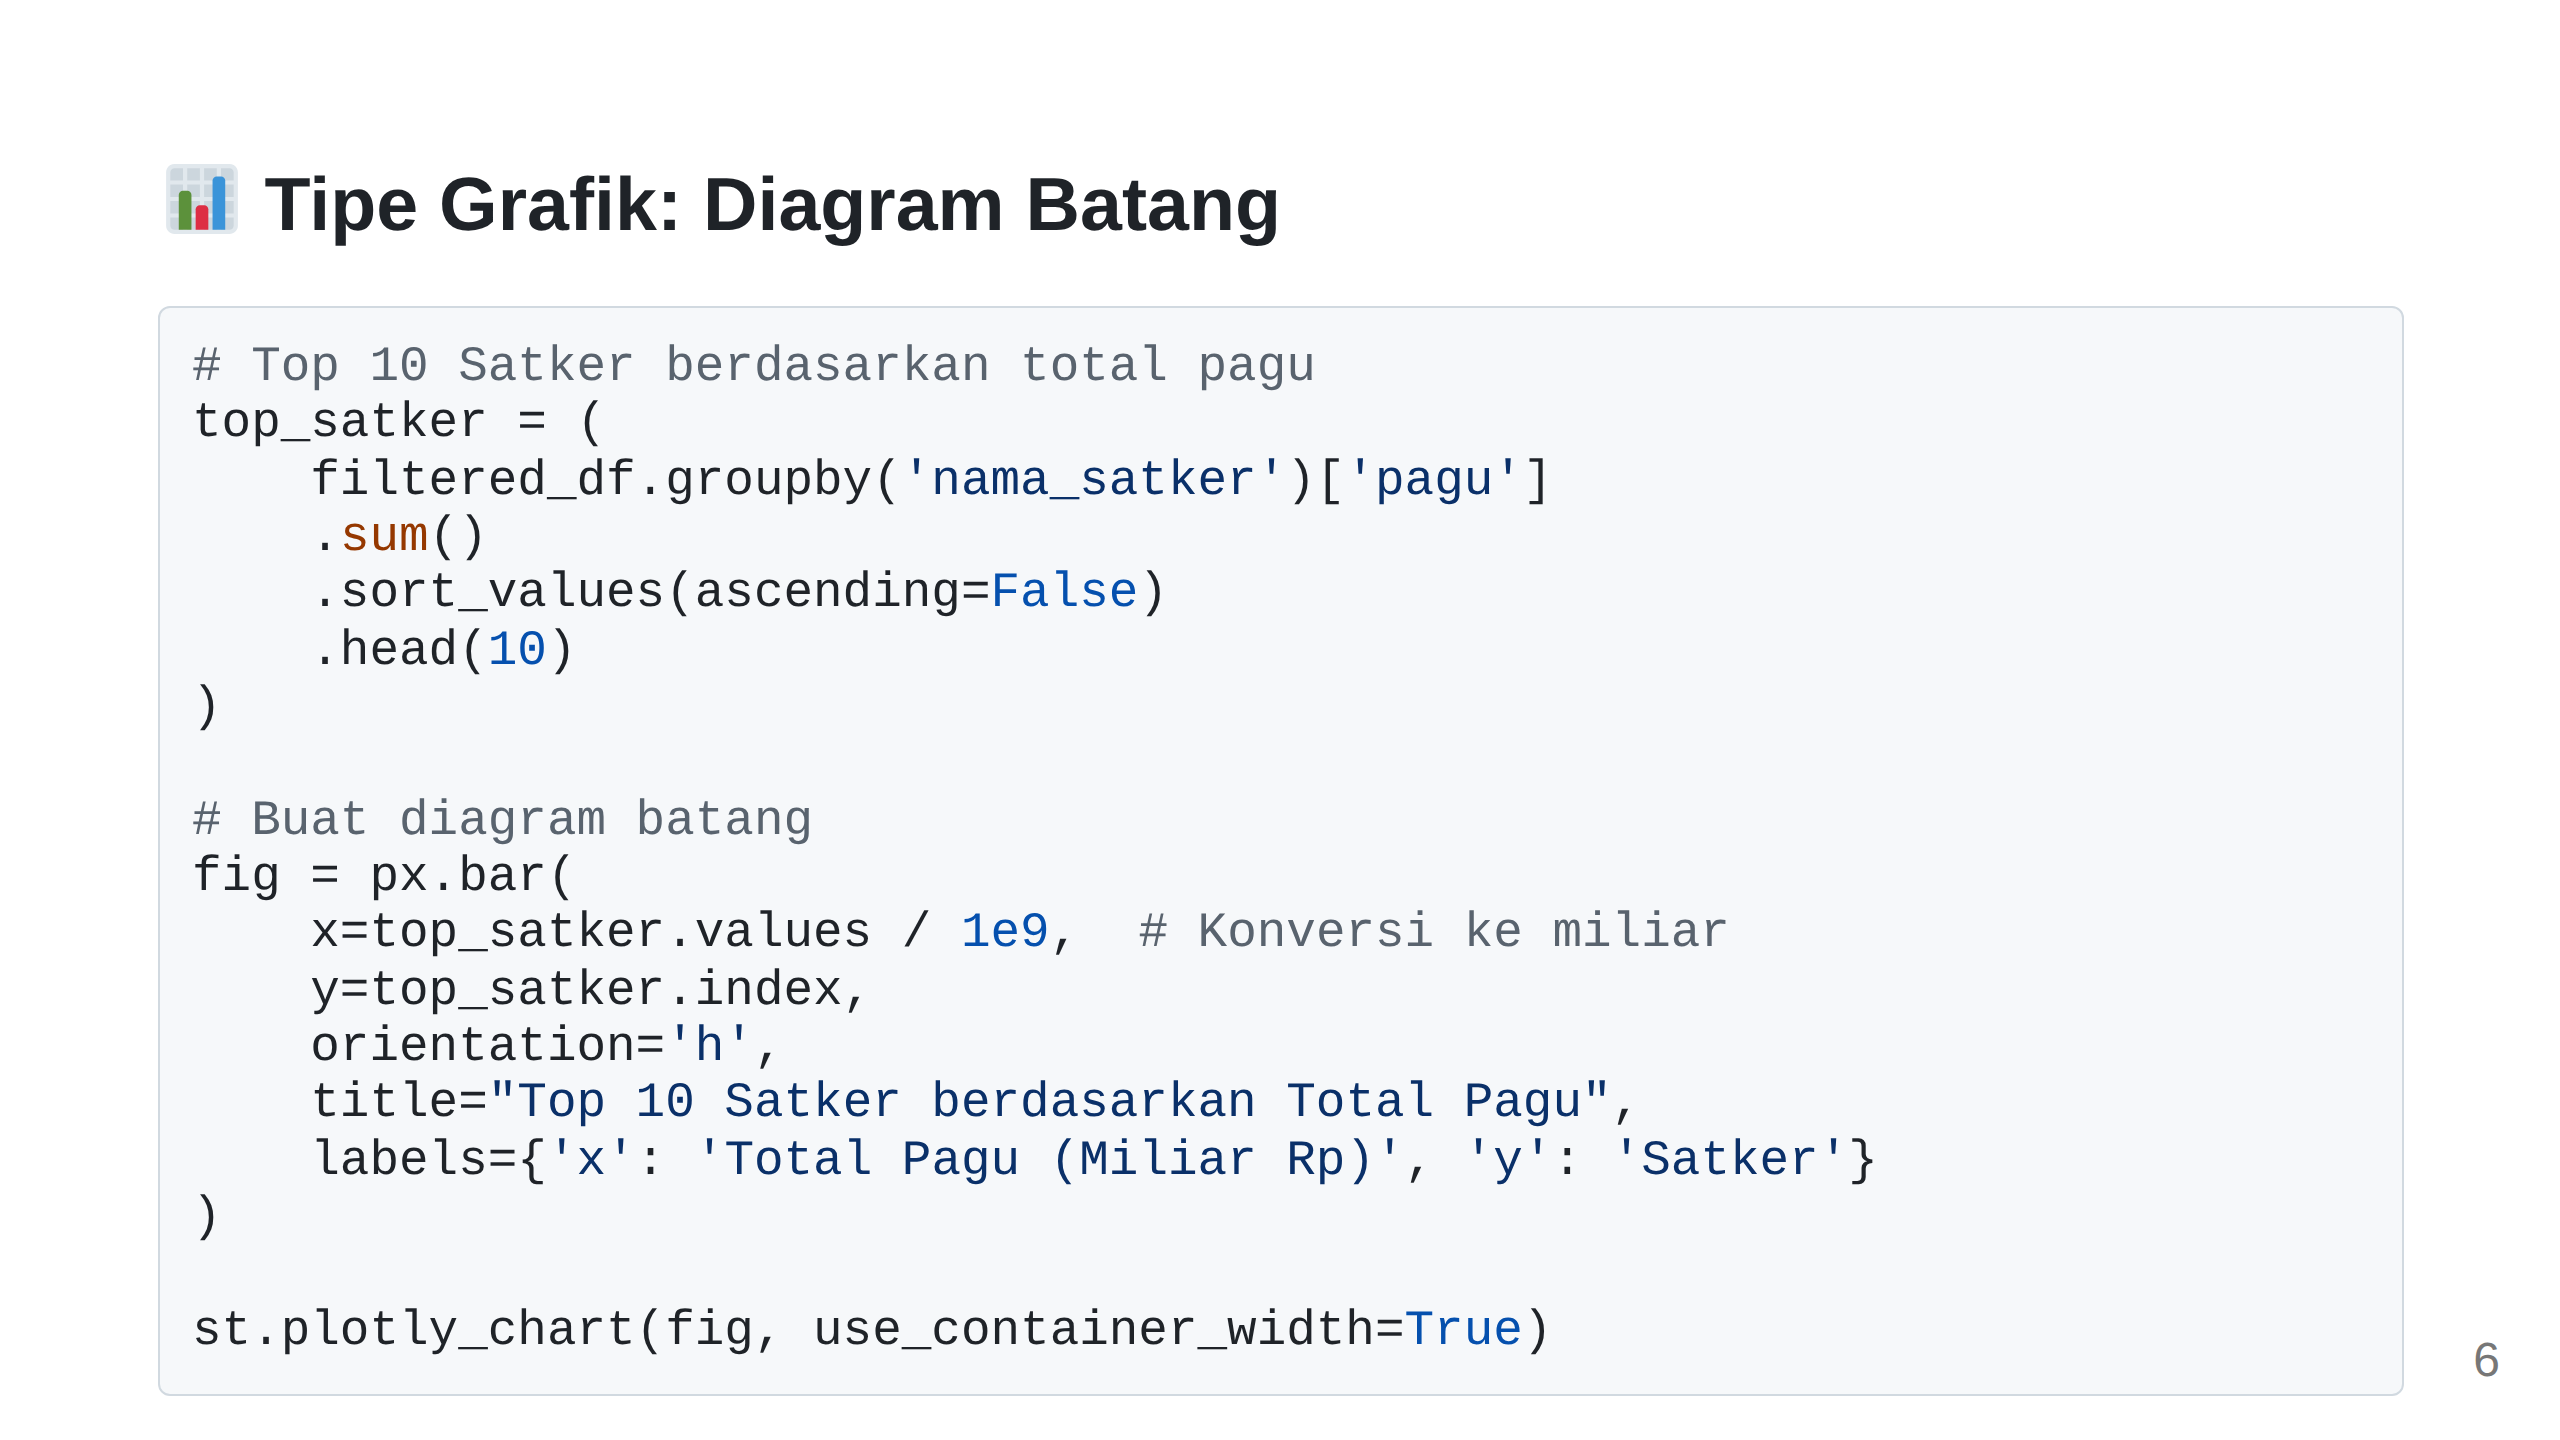 Tipe Grafik: Diagram Batang
# Top 10 Satker berdasarkan total pagu
top_satker = (
    filtered_df.groupby('nama_satker')['pagu']
    .sum()
    .sort_values(ascending=False)
    .head(10)
)

# Buat diagram batang
fig = px.bar(
    x=top_satker.values / 1e9,  # Konversi ke miliar
    y=top_satker.index,
    orientation='h',
    title="Top 10 Satker berdasarkan Total Pagu",
    labels={'x': 'Total Pagu (Miliar Rp)', 'y': 'Satker'}
)

st.plotly_chart(fig, use_container_width=True)
6